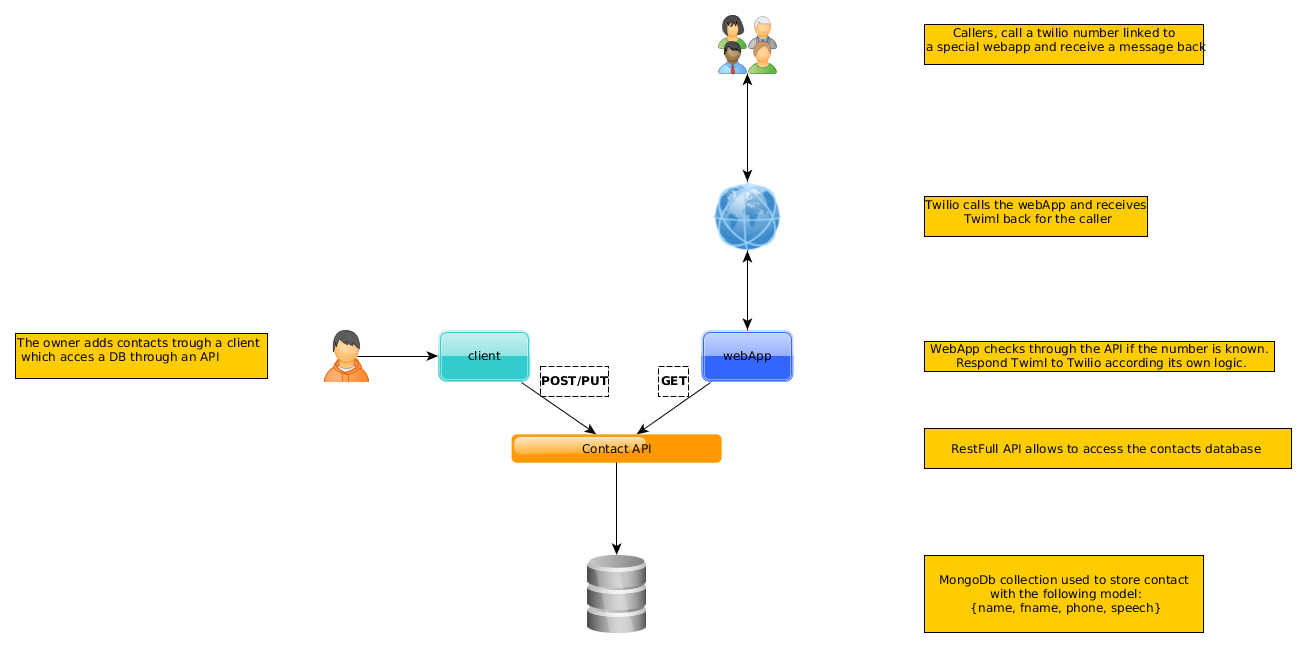 Callers, call a twilio number linked to
a special webapp and receive a message back
Twilio calls the webApp and receives
Twiml back for the caller
The owner adds contacts trough a client
which acces a DB through an API
client
webApp
WebApp checks through the API if the number is known.
Respond Twiml to Twilio according its own logic.
POST/PUT
GET
Contact API
RestFull API allows to access the contacts database
MongoDb collection used to store contact
with the following model:
{name, fname, phone, speech}